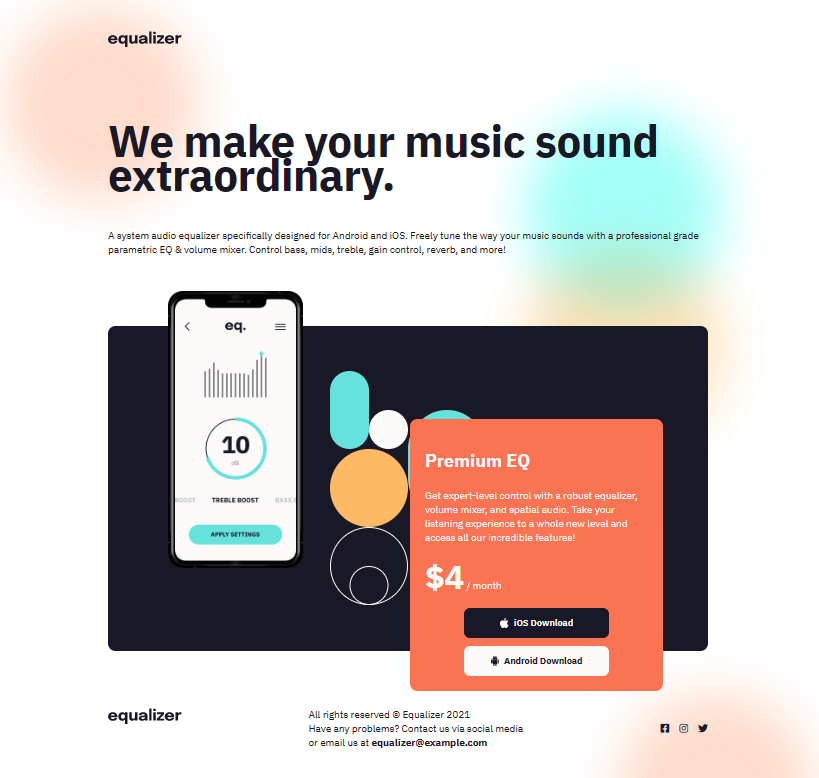 equalizer
We make your music sound
extraordinary.
A system audio equalizer specifically designed for Android and iOS. Freely tune the way your music sounds with a professional grade
parametric EQ & volume mixer. Control bass, mids, treble, gain control, reverb, and more!
eq.
10
dB
BOOST TREBLE BOOST BASS B
APPLY SETTINGS
Premium EQ
Get expert-level control with a robust equalizer,
volume mixer, and spatial audio. Take your
listening experience to a whole new level and
access all our incredible features!
$4 / month
iOS Download
Android Download
equalizer
All rights reserved © Equalizer 2021
Have any problems? Contact us via social media
or email us at equalizer@example.com